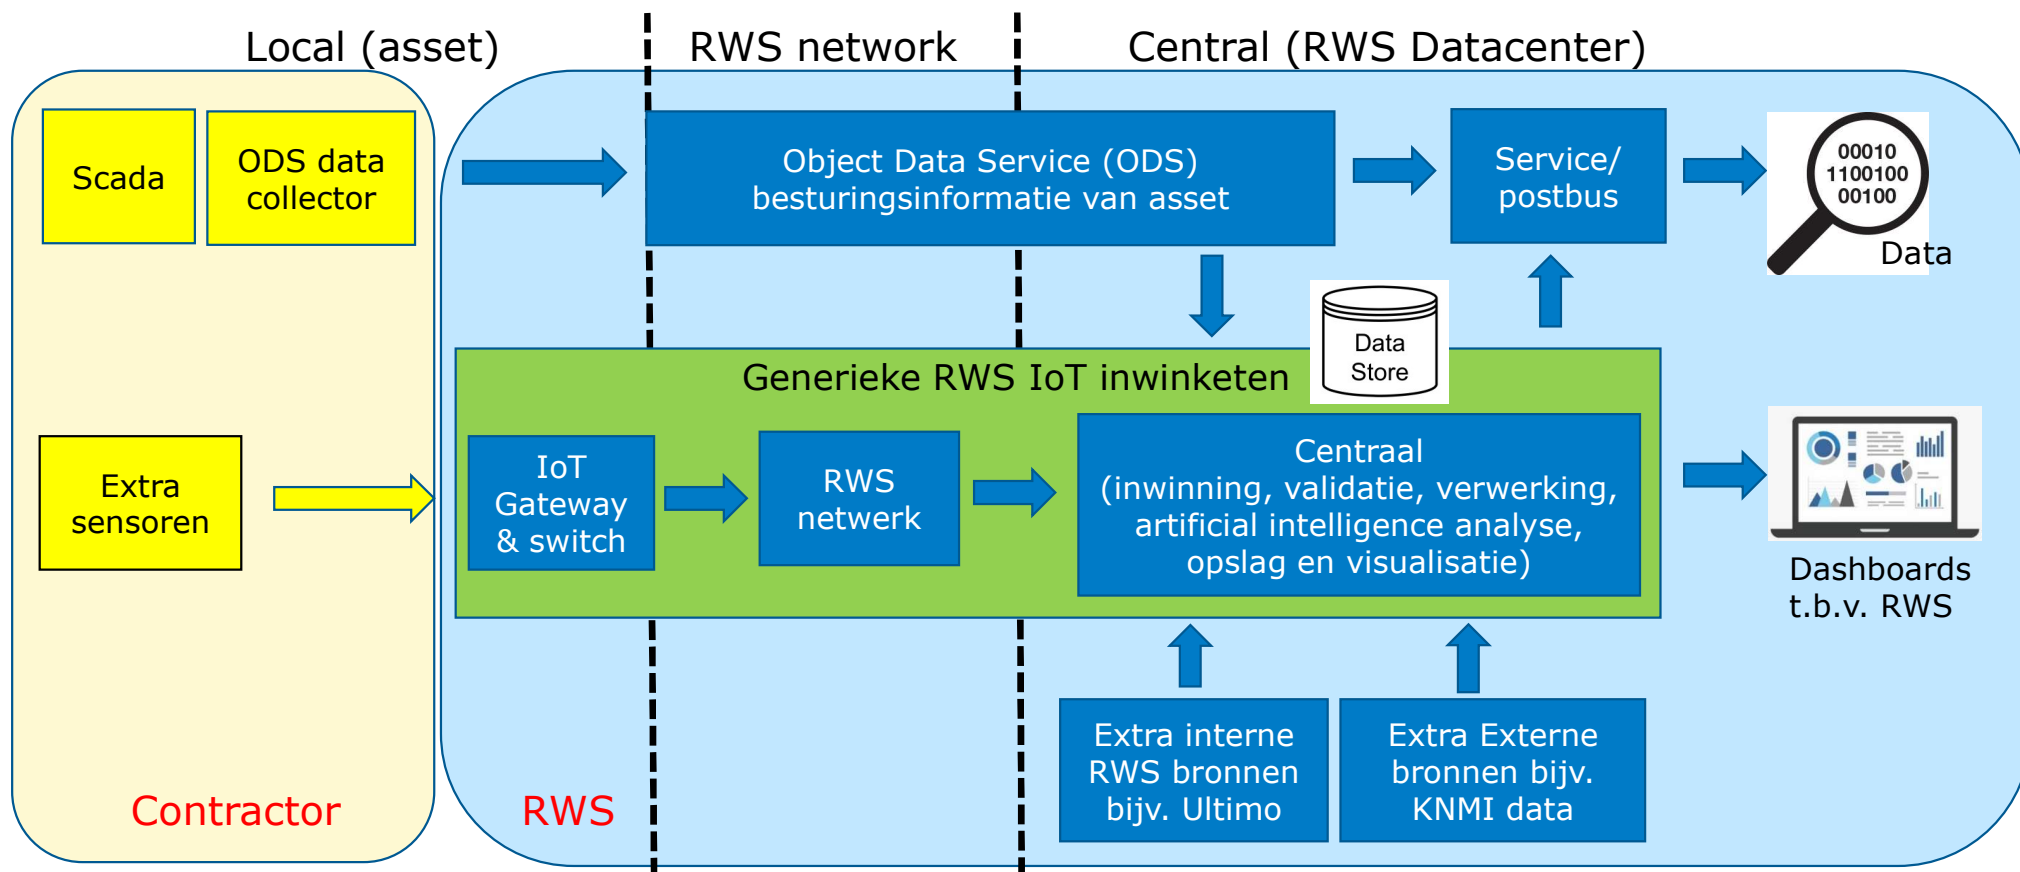 Local (asset)
RWS network
Central (RWS Datacenter)
Scada
ODS data
collector
Object Data Service (ODS)
besturingsinformatie van asset
Service/
postbus
00010
1100100
00100
Data
Data
Store
Generieke RWS IoT inwinketen
Extra
sensoren
IoT
Gateway
& switch
RWS
netwerk
Centraal
(inwinning, validatie, verwerking,
artificial intelligence analyse,
opslag en visualisatie)
Dashboards
t.b.v. RWS
Extra interne
RWS bronnen
bijv. Ultimo
Extra Externe
bronnen bijv.
KNMI data
Contractor
RWS